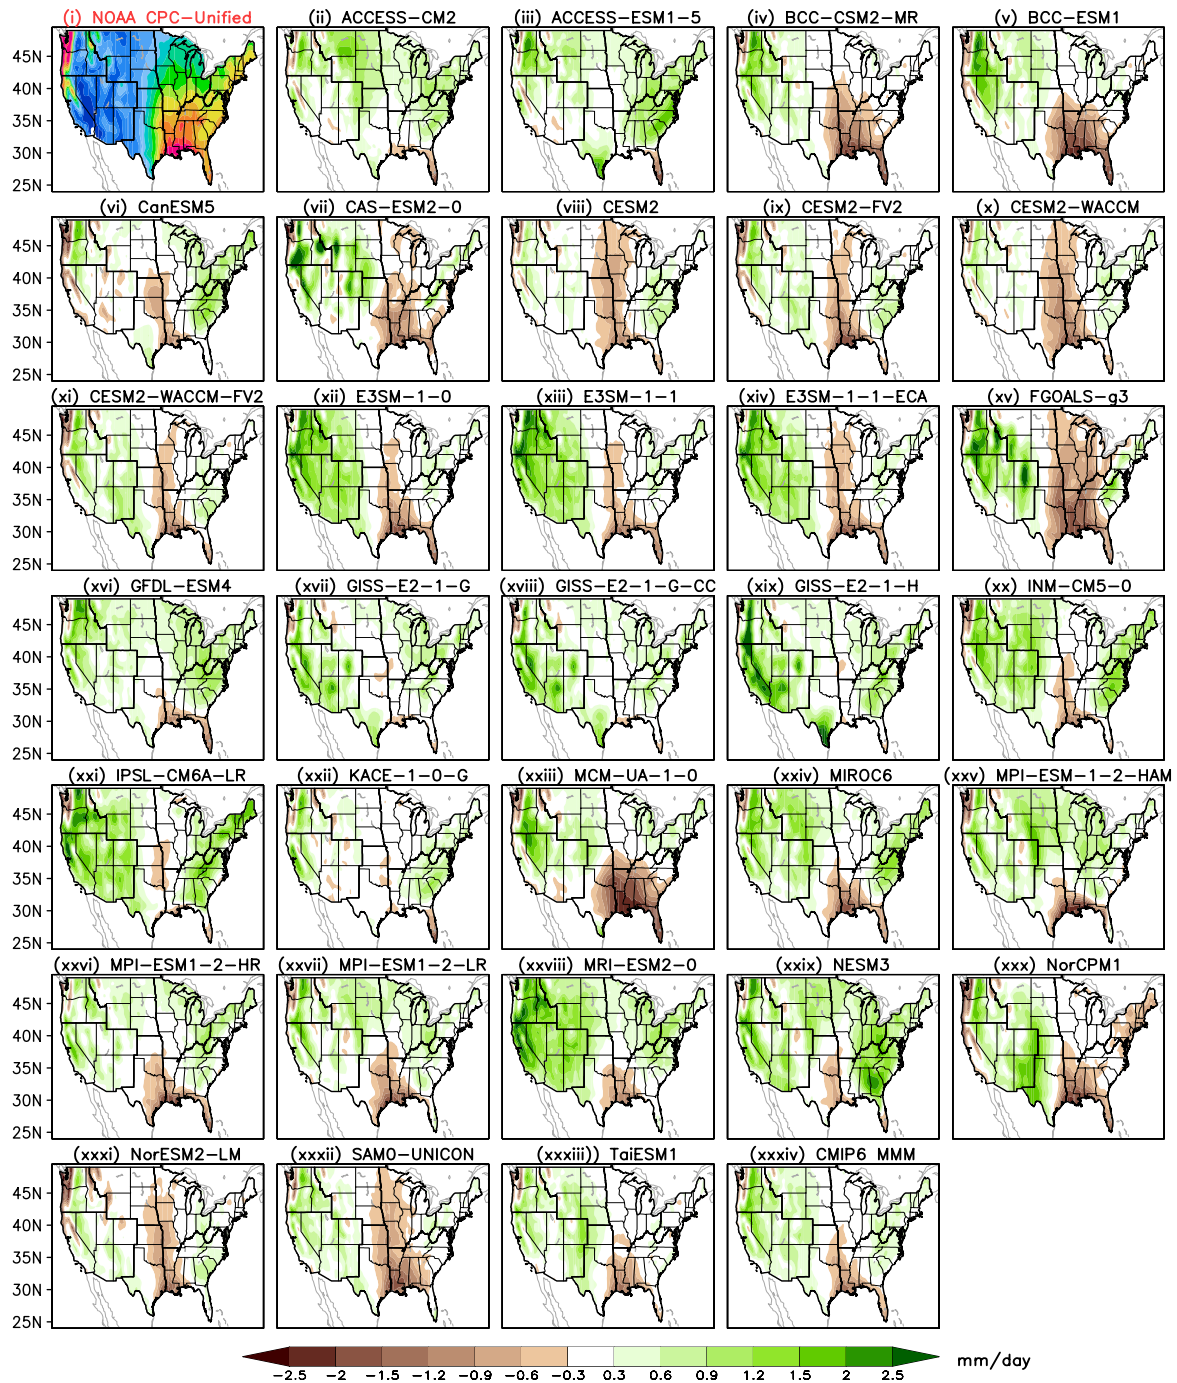 (i) NOAA CPC-Unified (ii) ACCESS-CM2 (iii) ACCESS-ESM1-5 (iv) BCC-CSM2-MR (v) BCC-ESM1
45N
40N
35N
30N
25N
(vi) CanESM5 (vii) CAS-ESM2-0 (viii) CESM2 (ix) CESM2-FV2 (x) CESM2-WACCM
45N
40N
35N
30N
25N
(xi) CESM2-WACCM-FV2 (xii) E3SM-1-0 (xiii) E3SM-1-1 (xiv) E3SM-1-1-ECA (xv) FGOALS-g3
45N
40N
35N
30N
25N
(xvi) GFDL-ESM4 (xvii) GISS-E2-1-G (xviii) GISS-E2-1-G-CC (xix) GISS-E2-1-H (xx) INM-CM5-0
45N
40N
35N
30N
25N
(xxi) IPSL-CM6A-LR (xxii) KACE-1-0-G (xxiii) MCM-UA-1-0 (xxiv) MIROC6 (xxv) MPI-ESM-1-2-HAM
45N
40N
35N
30N
25N
(xxvi) MPI-ESM1-2-HR (xxvii) MPI-ESM1-2-LR (xxviii) MRI-ESM2-0 (xxix) NESM3 (xxx) NorCPM1
45N
40N
35N
30N
25N
(xxxi) NorESM2-LM (xxxii) SAM0-UNICON (xxxiii)) TaiESM1 (xxxiv) CMIP6 MMM
45N
40N
35N
30N
25N
-2.5 -2 -1.5 -1.2 -0.9 -0.6 -0.3 0.3 0.6 0.9 1.2 1.5 2 2.5 mm/day